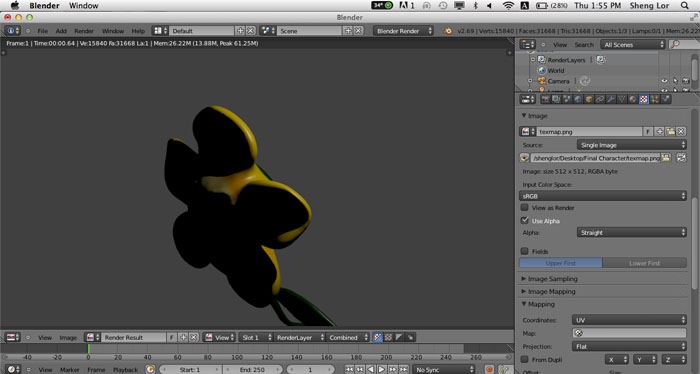 Blender Window 34° (28%) Thu 1:55 PM Sheng Lor
Blender
File Add Render Window Help Default Scene Blender Render v2.69 | Verts:15840 | Faces:31668 | Tris:31668 | Objects:1/3 | Lamps:0/1 | Mem:2
Frame:1 | Time:00:00.64 | Ve:15840 Fa:31668 La:1 | Mem:26.22M (13.88M, Peak 61.25M)
View Search All Scenes
RenderLayers
World
Camera
Image
texmap.png F
Source: Single Image
/shenglor/Desktop/Final Character/texmap.png
Image: size 512 x 512, RGBA byte
Input Color Space:
sRGB
View as Render
Use Alpha
Alpha: Straight
Fields
Upper First Lower First
Image Sampling
Image Mapping
Mapping
Coordinates: UV
Map:
Projection: Flat
From Dupli X Y Z
View Image Render Result F View Slot 1 RenderLayer Combined
-40 -20 0 20 40 60 80 100 120 140 160 180 200 220 240 260
View Marker Frame Playback Start: 1 End: 250 1 No Sync